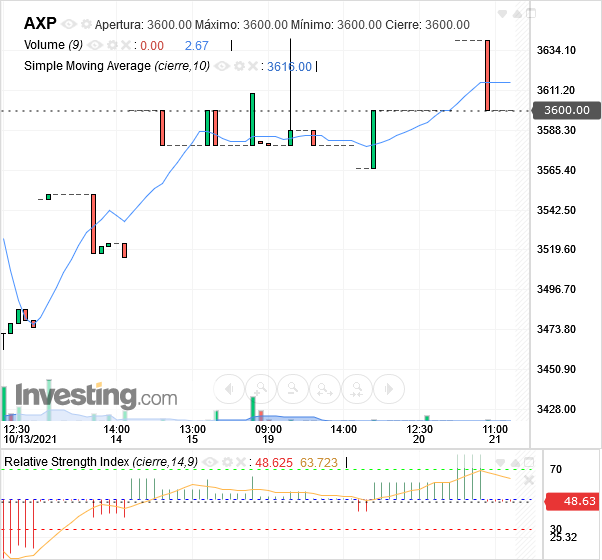 AXP Apertura: 3600.00 Máximo: 3600.00 Mínimo: 3600.00 Cierre: 3600.00
Volume (9) : 0.00 2.67
Simple Moving Average (cierre,10) : 3616.00
3634.10
3611.20
3600.00
3588.30
3565.40
3542.50
3519.60
3496.70
3473.80
3450.90
3428.00
Investing.com
12:30 14:00 13:00 09:00 14:00 12:30 11:00
10/13/2021 14 15 19 20 21
Relative Strength Index (cierre,14,9) : 48.625 63.723
70
48.63
30
25.32